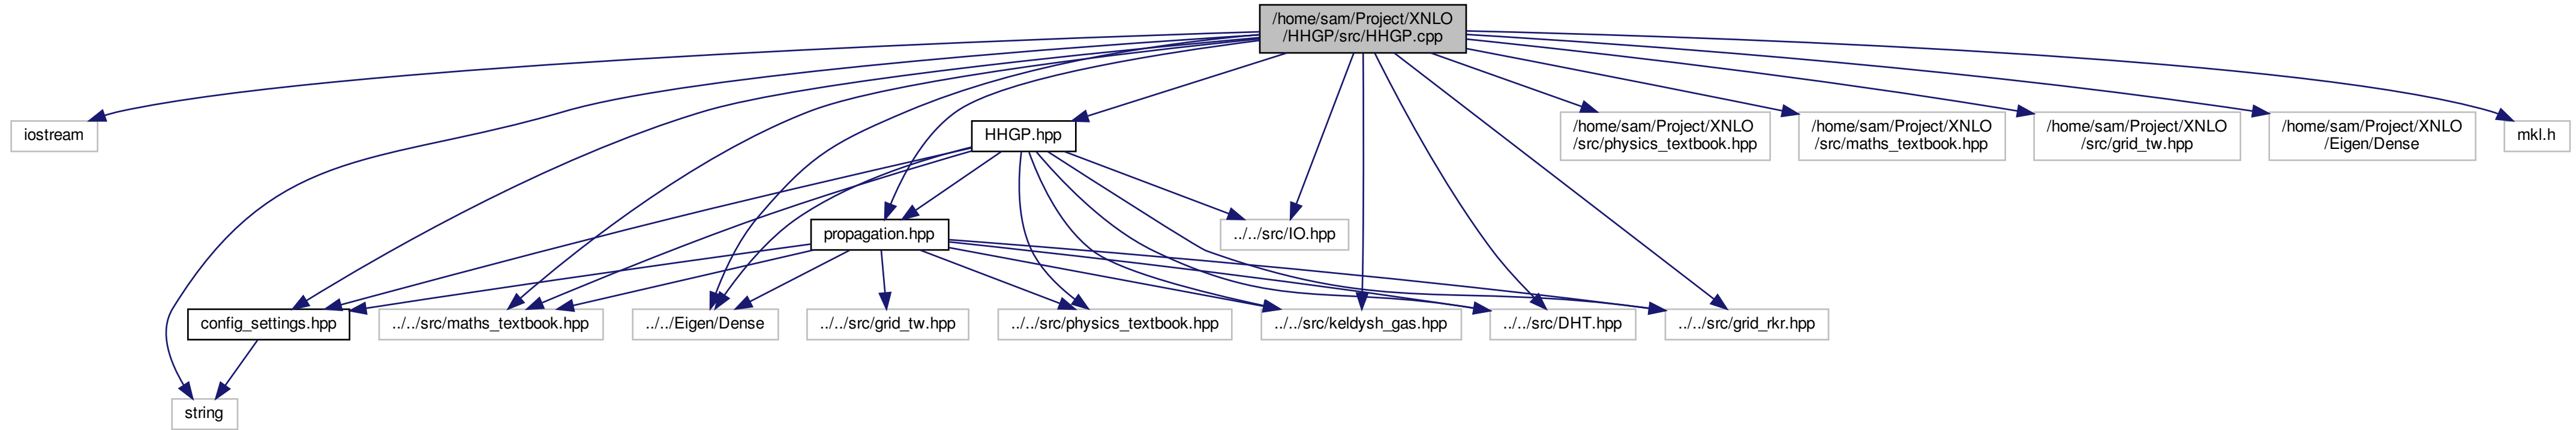 /home/sam/Project/XNLO
/HHGP/src/HHGP.cpp
iostream
HHGP.hpp
/home/sam/Project/XNLO
/src/physics_textbook.hpp
/home/sam/Project/XNLO
/src/maths_textbook.hpp
/home/sam/Project/XNLO
/src/grid_tw.hpp
/home/sam/Project/XNLO
/Eigen/Dense
mkl.h
propagation.hpp
../../src/IO.hpp
config_settings.hpp
../../src/maths_textbook.hpp
../../Eigen/Dense
../../src/grid_tw.hpp
../../src/physics_textbook.hpp
../../src/keldysh_gas.hpp
../../src/DHT.hpp
../../src/grid_rkr.hpp
string